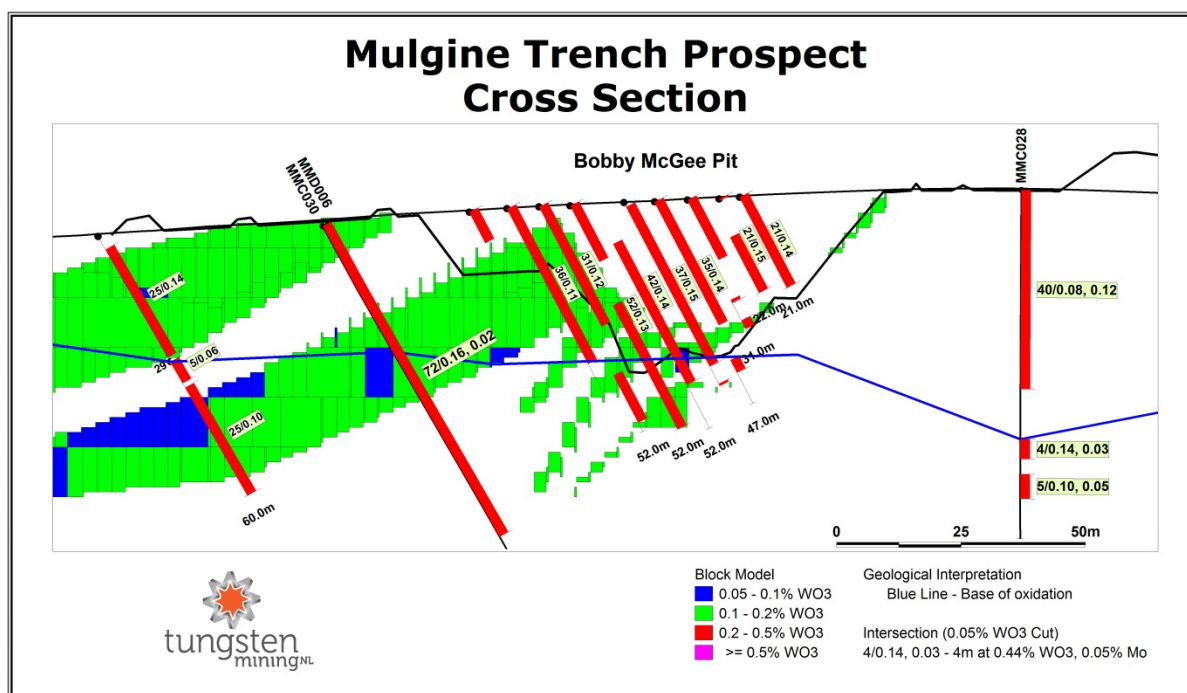 Mulgine Trench Prospect
Cross Section
Bobby McGee Pit
MMD006
MMC030
MMC028
25/0.14
5/0.06
25/0.10
60.0m
72/0.16, 0.02
36/0.11
31/0.12
52/0.13
42/0.14
37/0.15
35/0.14
21/0.15
21/0.14
22.0m
21.0m
31.0m
47.0m
52.0m
52.0m
52.0m
40/0.08, 0.12
4/0.14, 0.03
5/0.10, 0.05
0 25 50m
tungsten
miningNL
Block Model
0.05 - 0.1% WO3
0.1 - 0.2% WO3
0.2 - 0.5% WO3
>= 0.5% WO3
Geological Interpretation
Blue Line - Base of oxidation
Intersection (0.05% WO3 Cut)
4/0.14, 0.03 - 4m at 0.44% WO3, 0.05% Mo